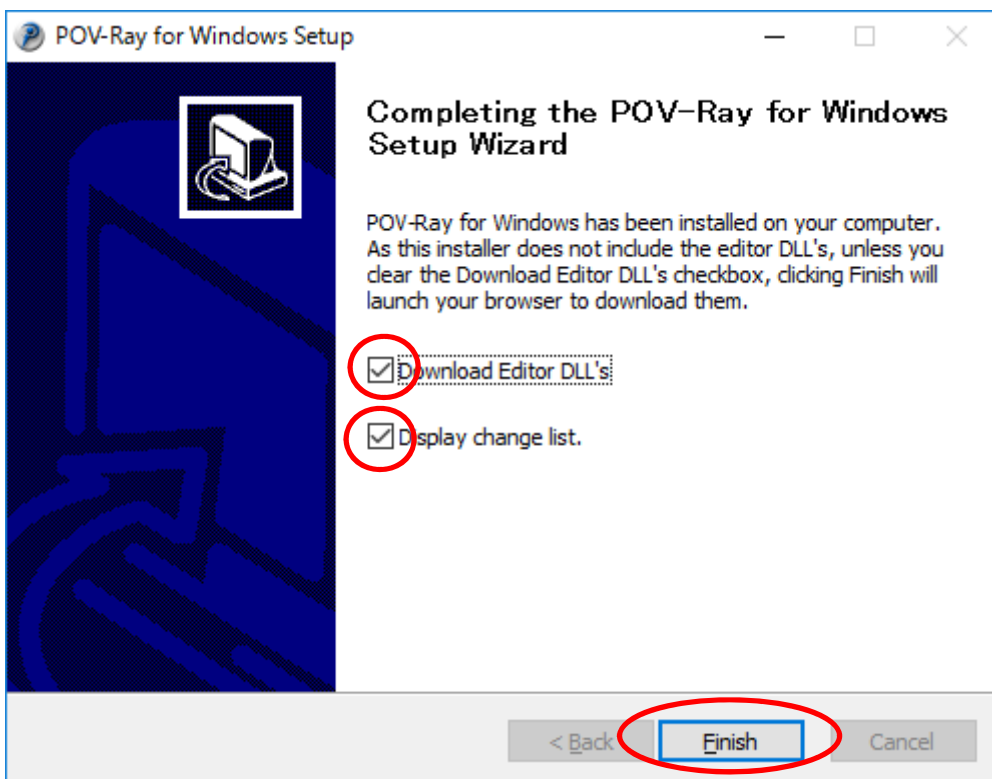 POV-Ray for Windows Setup
Completing the POV-Ray for Windows
Setup Wizard
POV-Ray for Windows has been installed on your computer.
As this installer does not include the editor DLL's, unless you
clear the Download Editor DLL's checkbox, clicking Finish will
launch your browser to download them.
Download Editor DLL's
Display change list.
< Back Finish Cancel